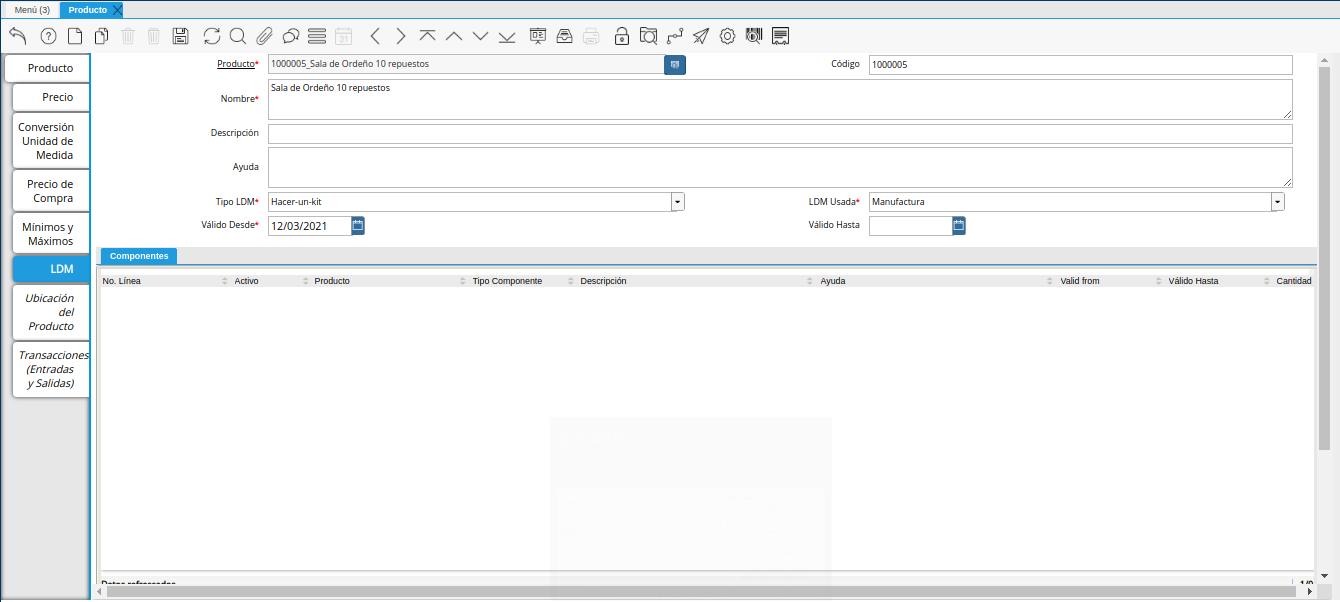 Menú (3) Producto
Producto
Precio
Conversión
Unidad de
Medida
Precio de
Compra
Mínimos y
Máximos
LDM
Ubicación
del
Producto
Transacciones
(Entradas
y Salidas)
Producto* 1000005_Sala de Ordeño 10 repuestos Código 1000005
Nombre* Sala de Ordeño 10 repuestos
Descripción
Ayuda
Tipo LDM* Hacer-un-kit LDM Usada* Manufactura
Válido Desde* 12/03/2021 Válido Hasta
Componentes
No. Línea Activo Producto Tipo Componente Descripción Ayuda Valid from Válido Hasta Cantidad